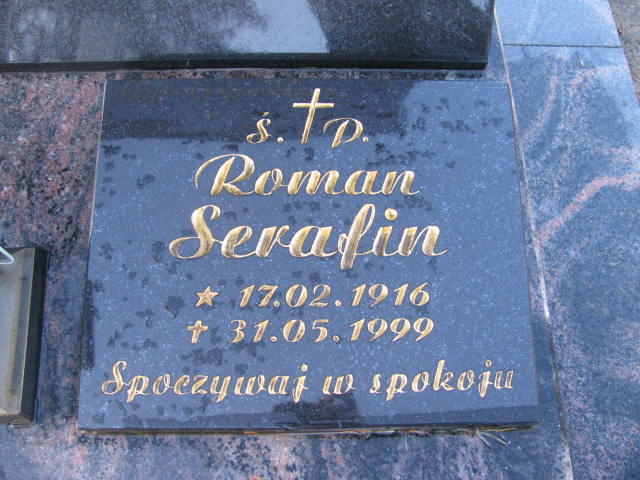 ś. p.
Roman
Serafin
★ 17.02.1916
✝ 31.05.1999
Spoczywaj w spokoju